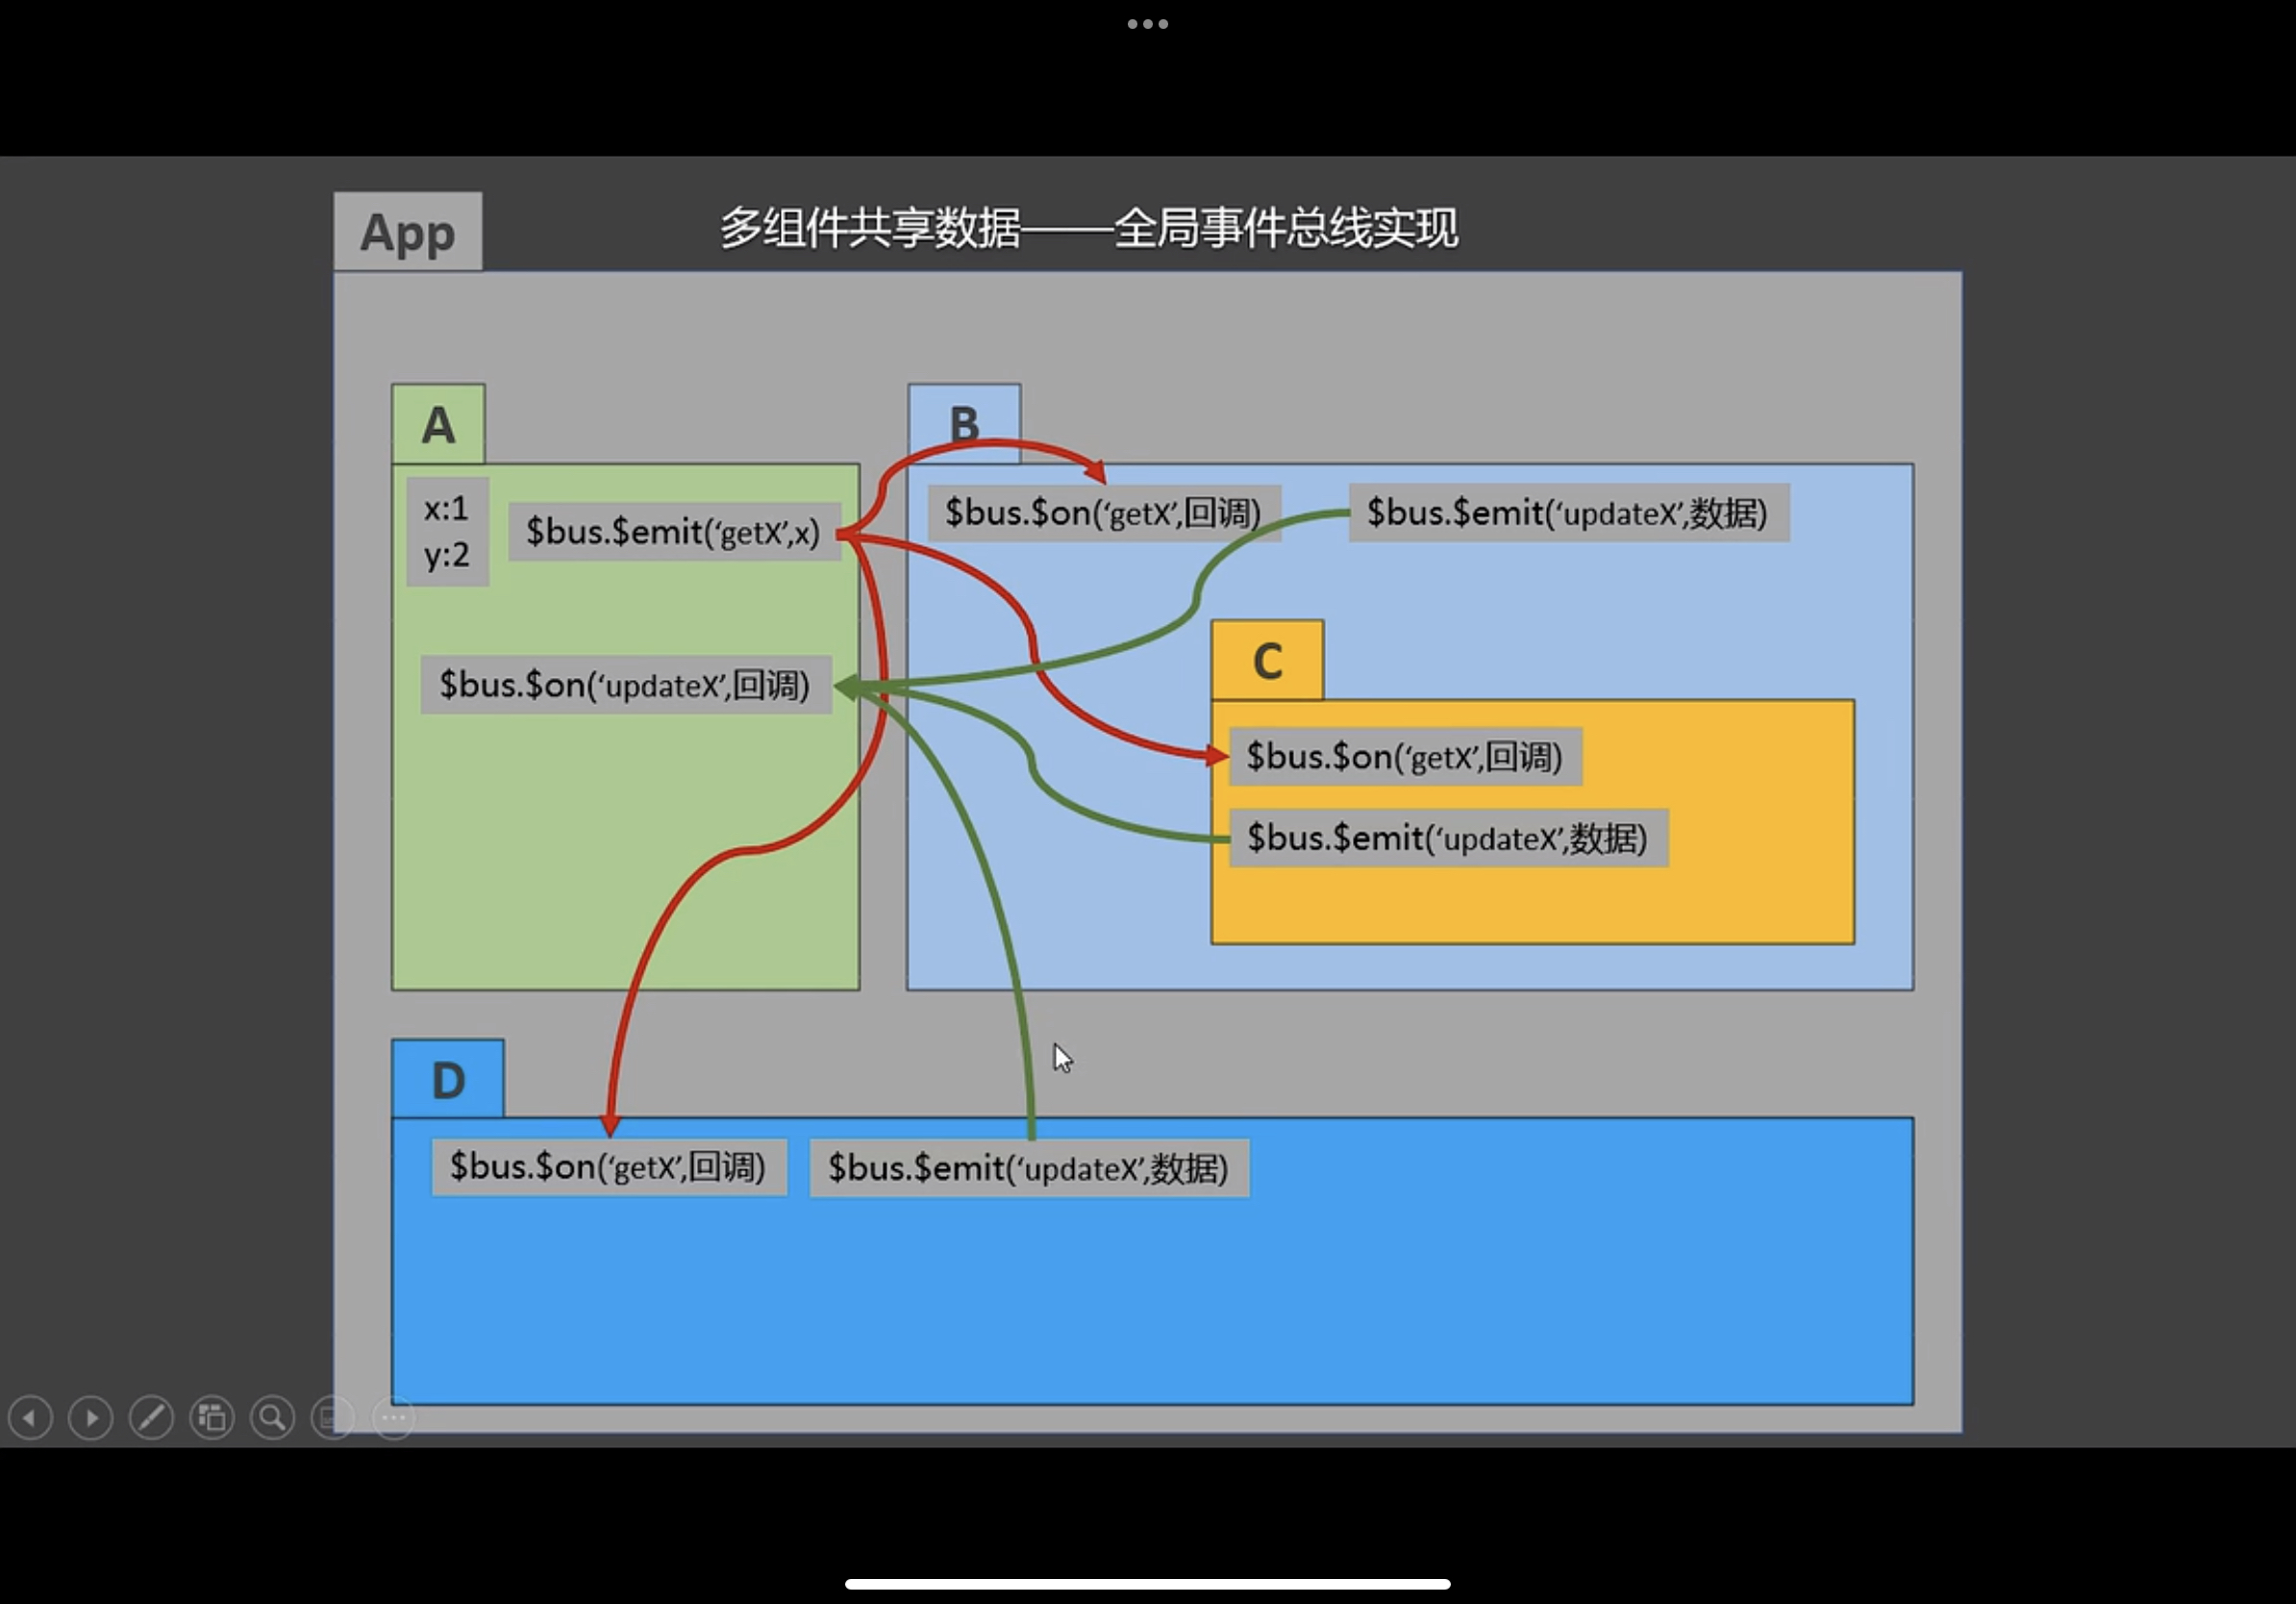 App
多组件共享数据——全局事件总线实现
A
x:1
y:2
$bus.$emit(‘getX’,x)
$bus.$on(‘updateX’,回调)
B
$bus.$on(‘getX’,回调)
$bus.$emit(‘updateX’,数据)
C
$bus.$on(‘getX’,回调)
$bus.$emit(‘updateX’,数据)
D
$bus.$on(‘getX’,回调)
$bus.$emit(‘updateX’,数据)